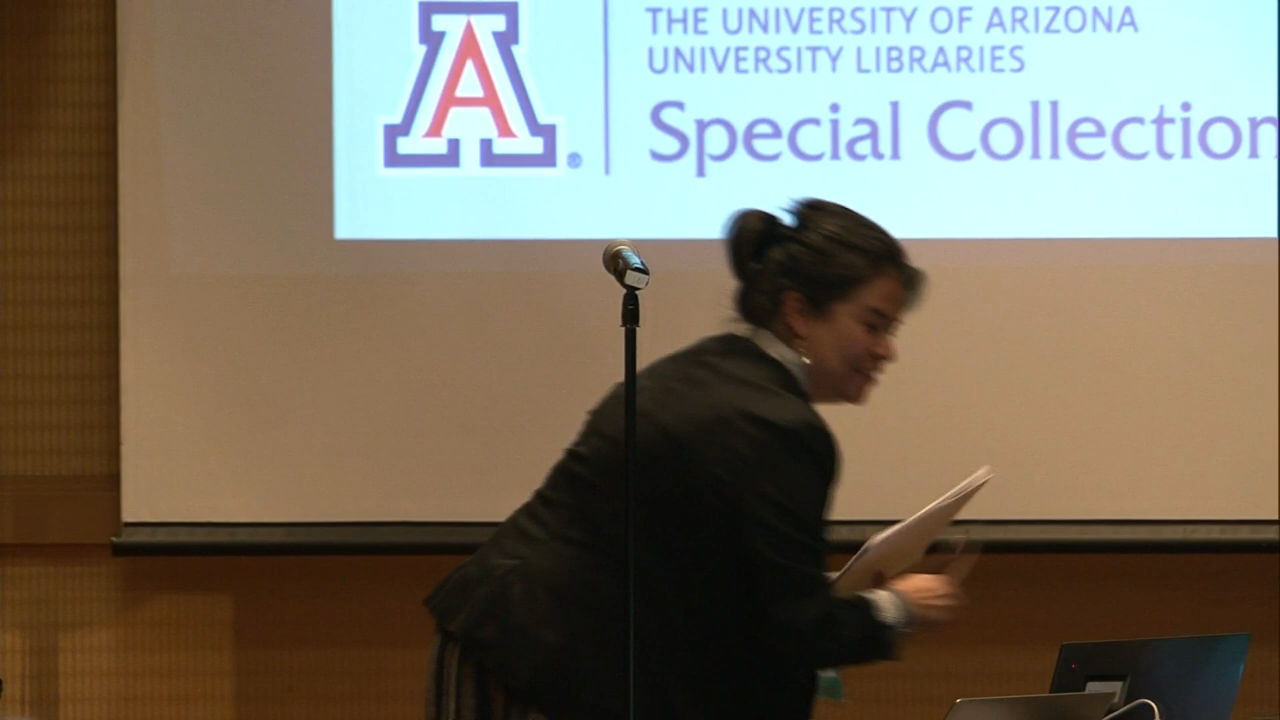 A®
THE UNIVERSITY OF ARIZONA
UNIVERSITY LIBRARIES
Special Collection